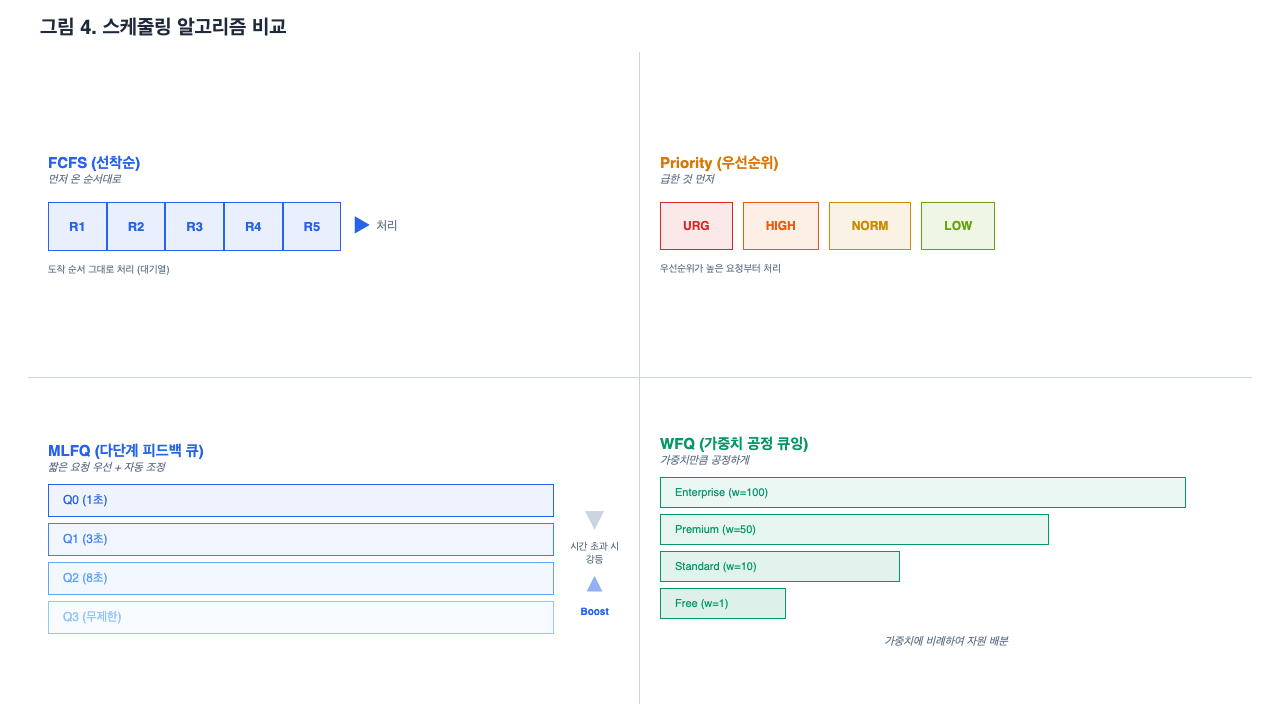 그림 4. 스케줄링 알고리즘 비교
FCFS (선착순)
먼저 온 순서대로
R1 R2 R3 R4 R5 처리
도착 순서 그대로 처리 (대기열)
Priority (우선순위)
급한 것 먼저
URG HIGH NORM LOW
우선순위가 높은 요청부터 처리
MLFQ (다단계 피드백 큐)
짧은 요청 우선 + 자동 조정
Q0 (1초)
Q1 (3초)
Q2 (8초)
Q3 (무제한)
시간 초과 시
강등
Boost
WFQ (가중치 공정 큐잉)
가중치만큼 공정하게
Enterprise (w=100)
Premium (w=50)
Standard (w=10)
Free (w=1)
가중치에 비례하여 자원 배분